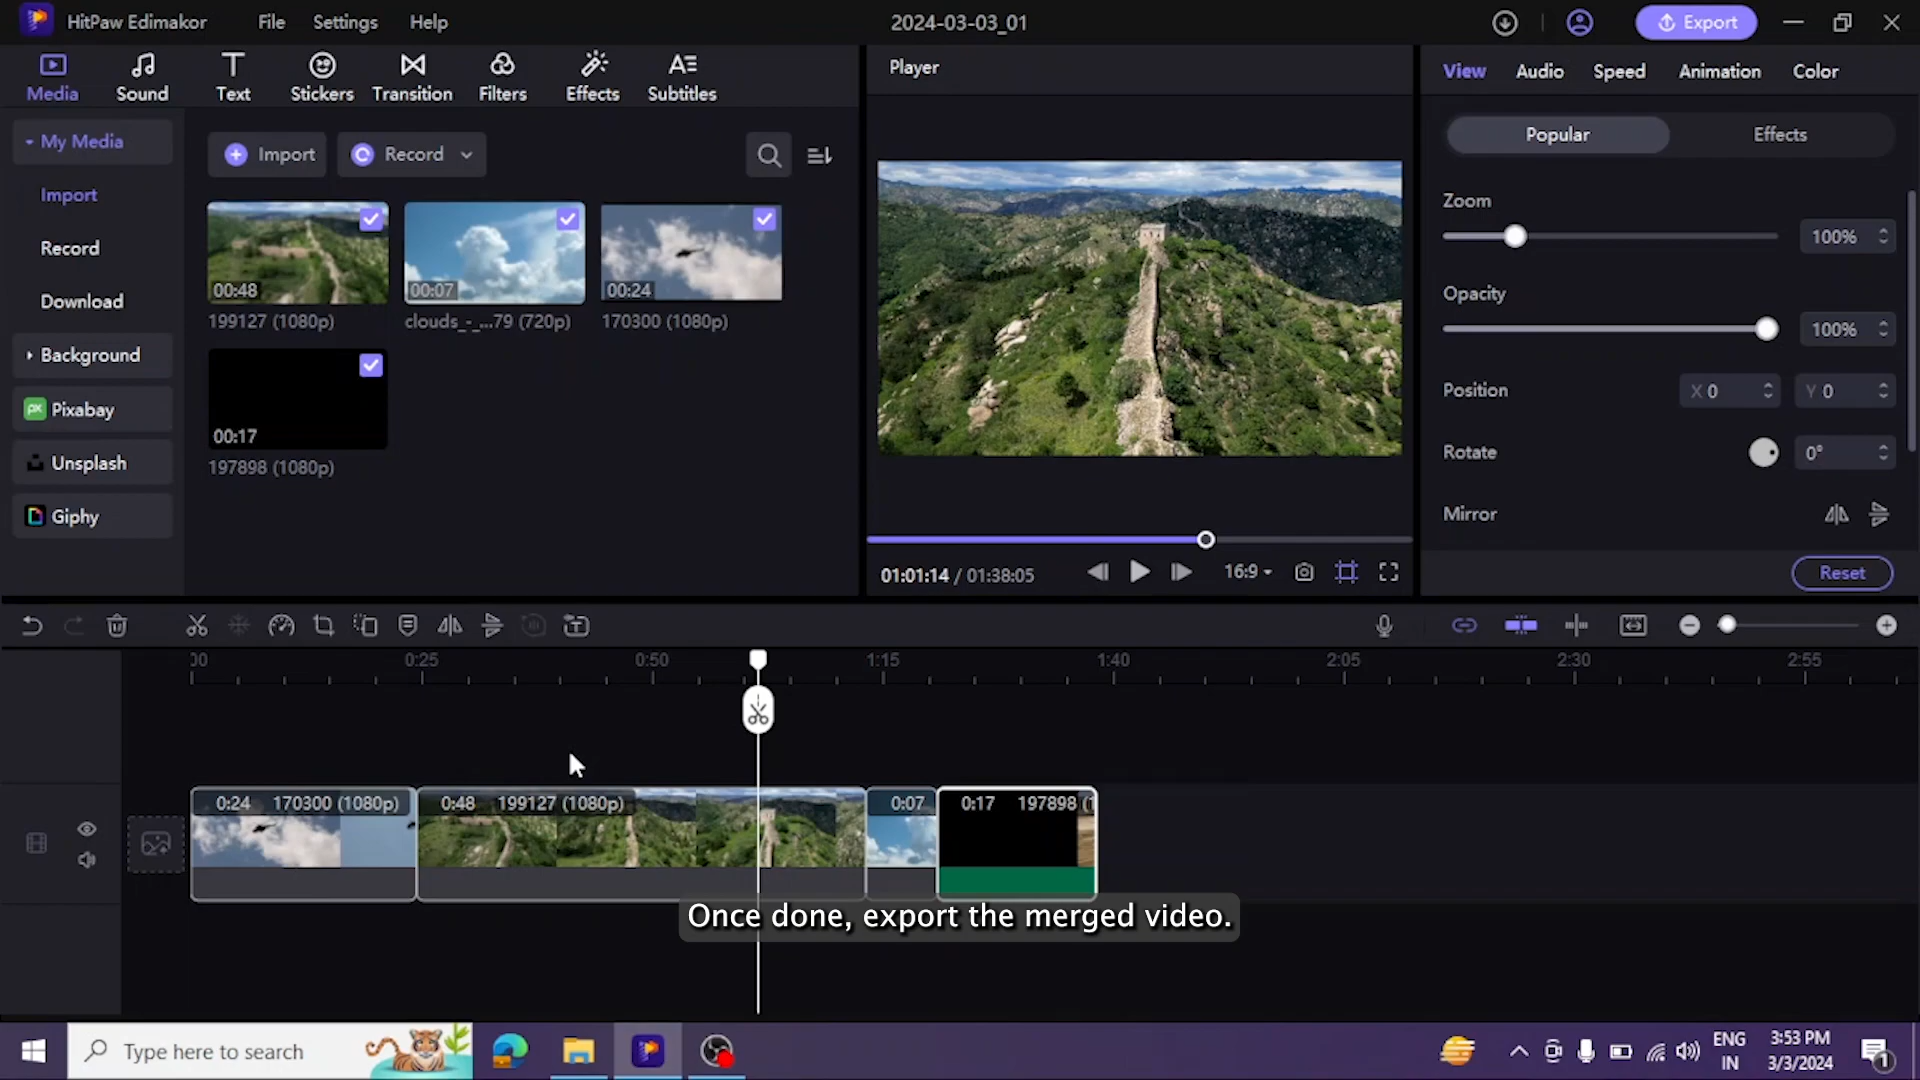 HitPaw Edimakor
File
Settings
Help
2024-03-03_01
Export
Media
Sound
Text
Stickers
Transition
Filters
Effects
Subtitles
Player
View
Audio
Speed
Animation
Color
My Media
Import
Record
Popular
Effects
Import
Record
Download
Background
Pixabay
Unsplash
Giphy
00:48
199127 (1080p)
00:07
clouds_-_...79 (720p)
00:24
170300 (1080p)
00:17
197898 (1080p)
Zoom
100%
Opacity
100%
Position
X 0
Y 0
Rotate
0°
Mirror
Reset
01:01:14 / 01:38:05
16:9
00
0:25
0:50
1:15
1:40
2:05
2:30
2:55
0:24 170300 (1080p)
0:48 199127 (1080p)
0:07
0:17 197898 (1
Once done, export the merged video.
Type here to search
ENG
IN
3:53 PM
3/3/2024
1